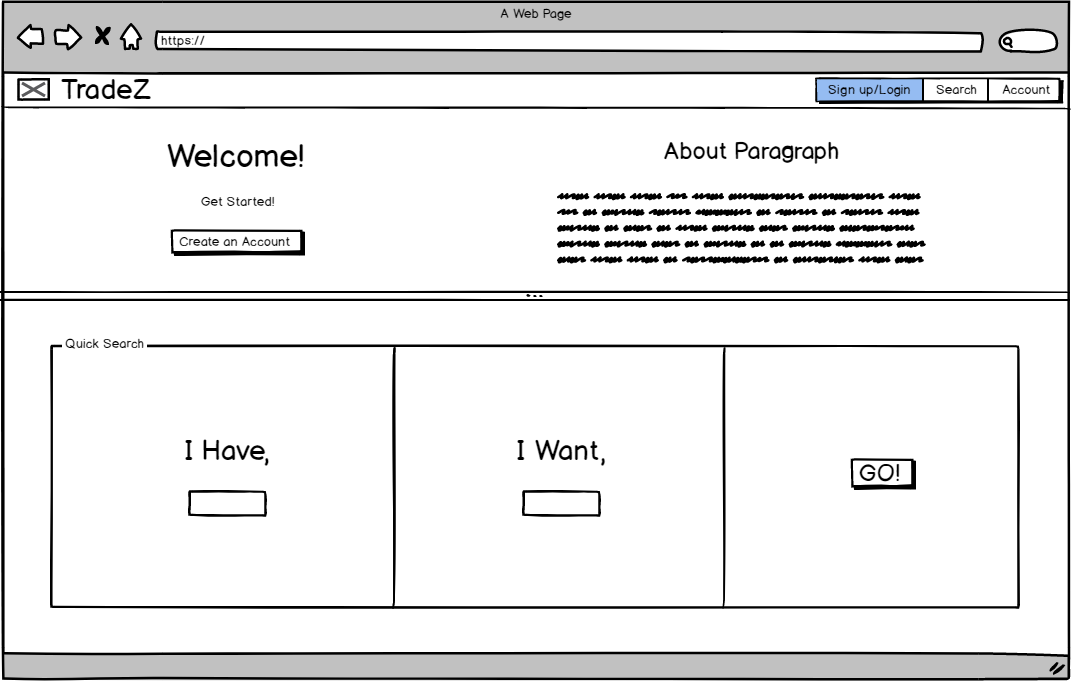 A Web Page
https://
TradeZ
Sign up/Login Search Account
Welcome!
About Paragraph
Get Started!
Create an Account
Quick Search
I Have,
I Want,
GO!